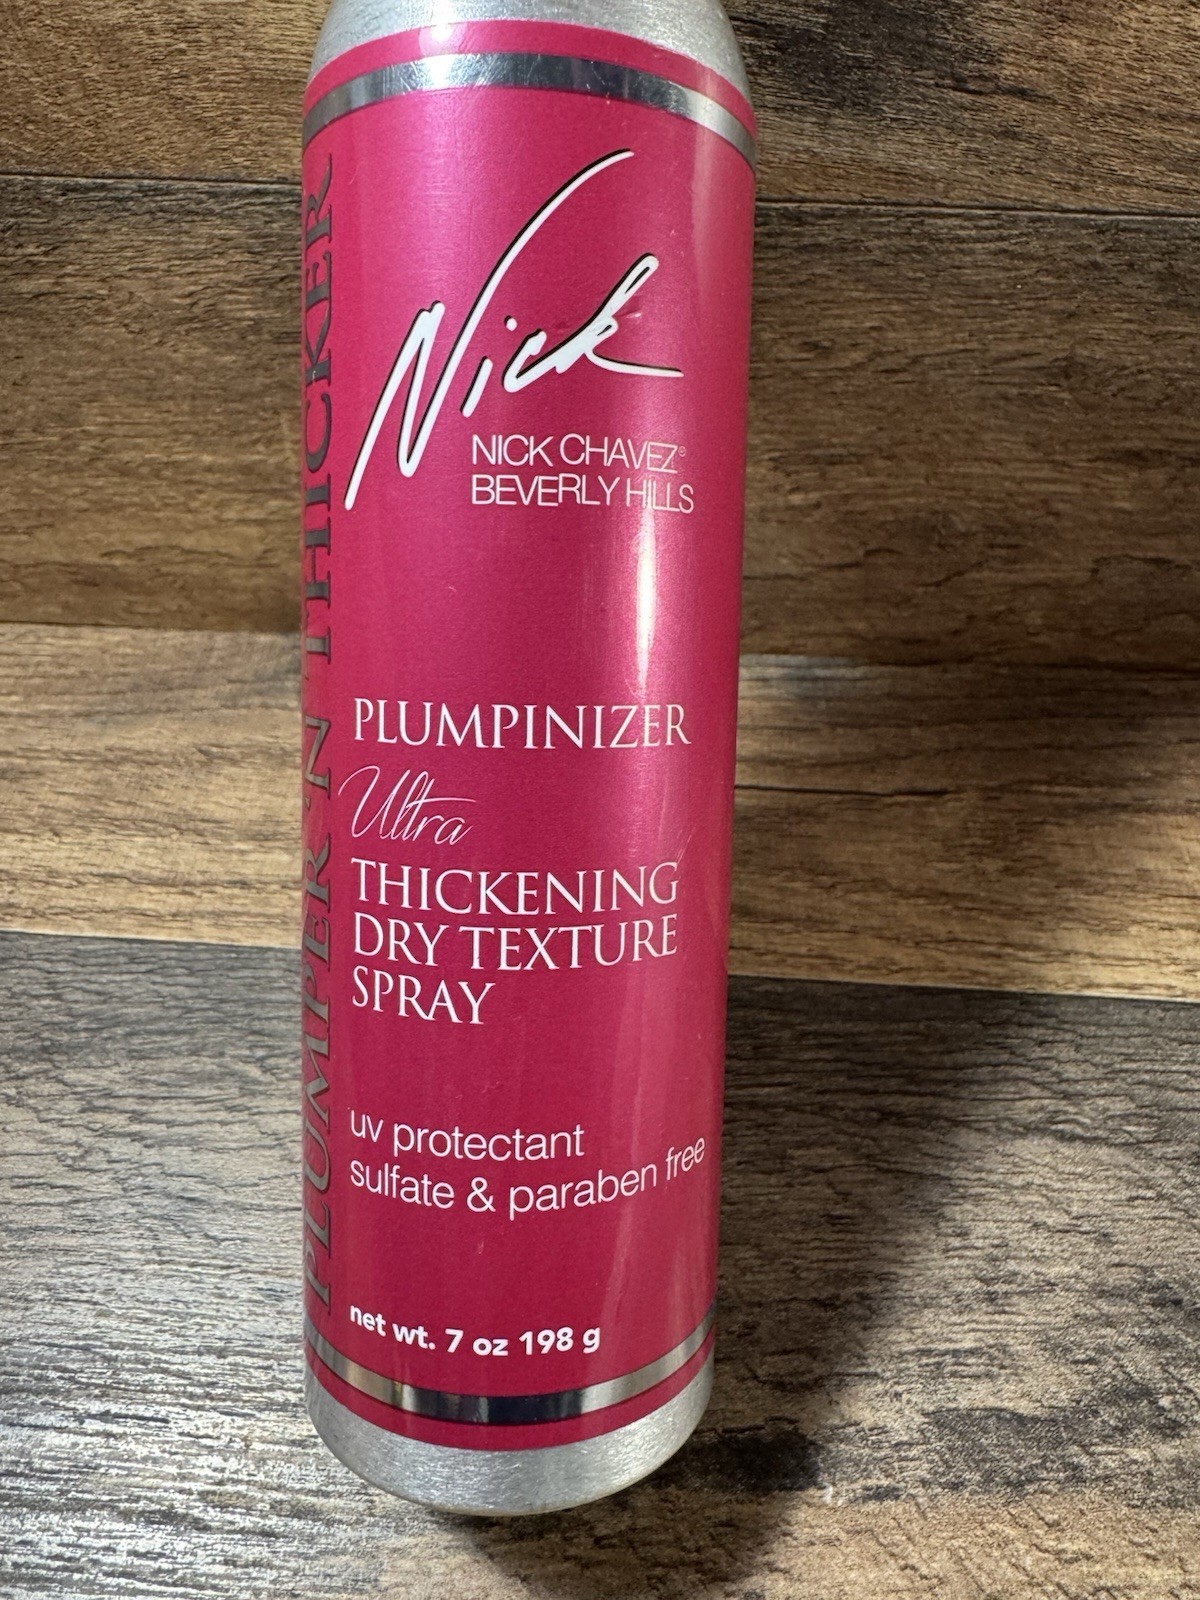 Nick
NICK CHAVEZ®
BEVERLY HILLS
PLUMPER 'N THICKER
PLUMPINIZER
Ultra
THICKENING
DRY TEXTURE
SPRAY
uv protectant
sulfate & paraben free
net wt. 7 oz 198 g